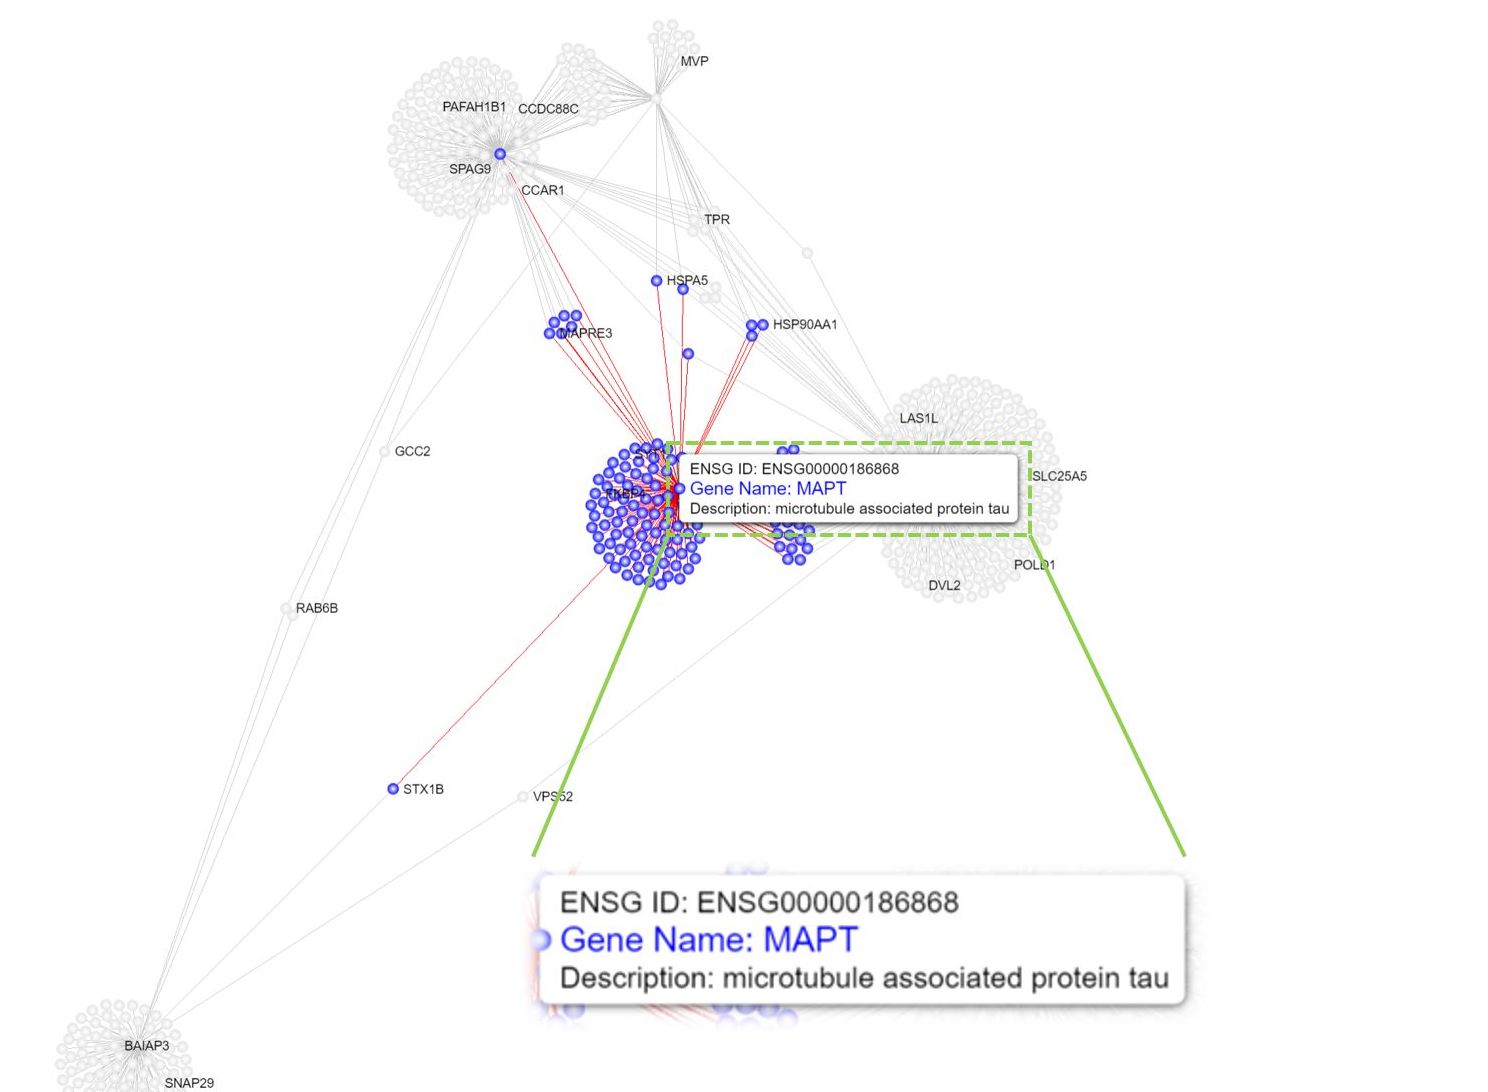 MVP
PAFAH1B1
CCDC88C
SPAG9
CCAR1
TPR
HSPA5
HSP90AA1
MAPRE3
LAS1L
GCC2
ENSG ID: ENSG00000186868
Gene Name: MAPT
Description: microtubule associated protein tau
SLC25A5
FKBP4
POLD1
DVL2
RAB6B
STX1B
VPS52
ENSG ID: ENSG00000186868
Gene Name: MAPT
Description: microtubule associated protein tau
BAIAP3
SNAP29